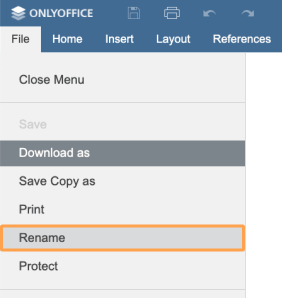 ONLYOFFICE
File Home Insert Layout References
Close Menu
Save
Download as
Save Copy as
Print
Rename
Protect